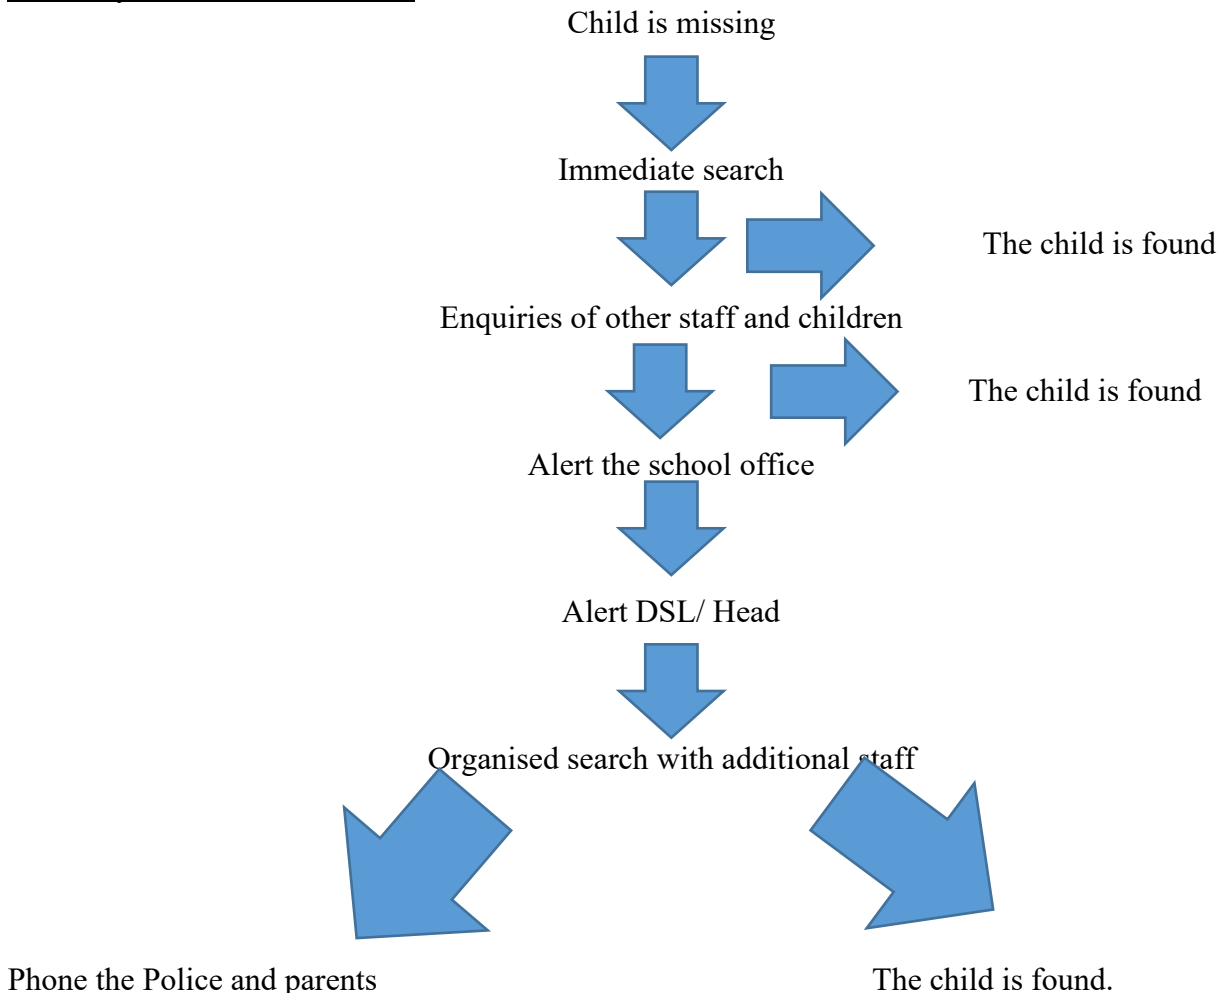 Child is missing
Immediate search
The child is found
Enquiries of other staff and children
The child is found
Alert the school office
Alert DSL/ Head
Organised search with additional staff
Phone the Police and parents
The child is found.